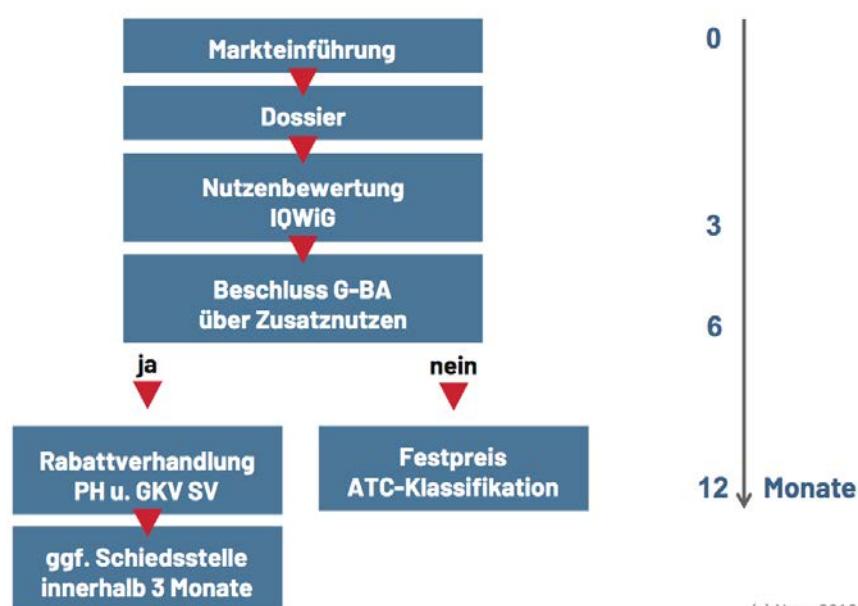 Markteinführung
0
Dossier
Nutzenbewertung
IQWiG
3
Beschluss G-BA
über Zusatznutzen
6
ja
nein
Rabattverhandlung
PH u. GKV SV
Festpreis
ATC-Klassifikation
12 Monate
ggf. Schiedsstelle
innerhalb 3 Monate